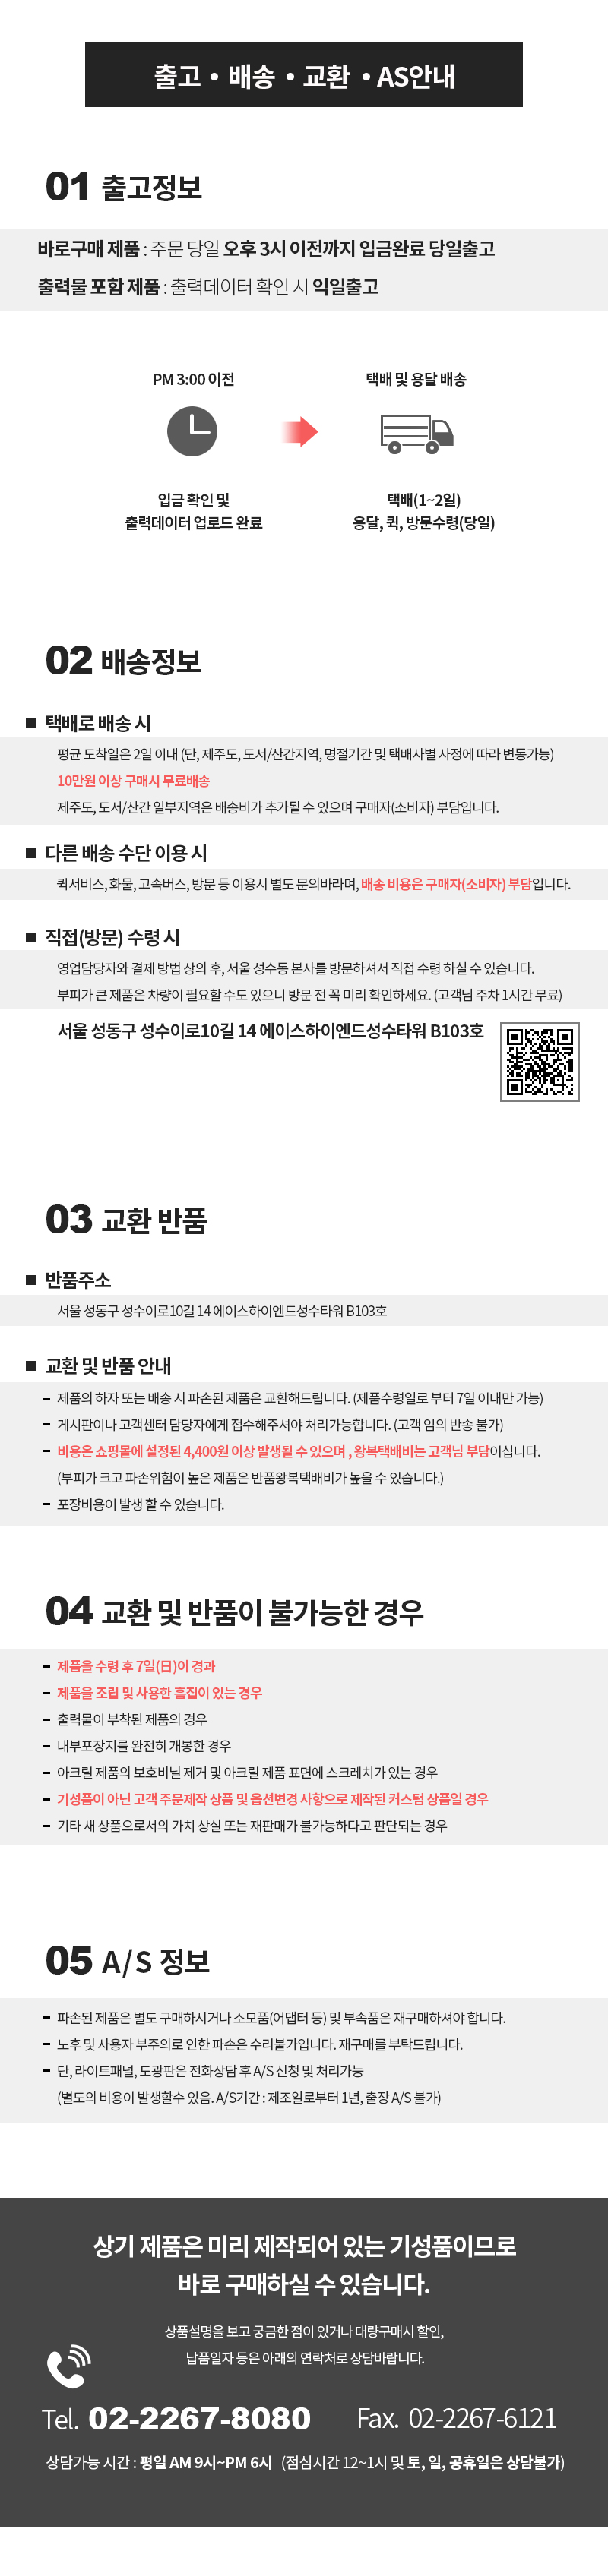 출고 • 배송 • 교환 • AS안내
01 출고정보
바로구매 제품 : 주문 당일 오후 3시 이전까지 입금완료 당일출고
출력물 포함 제품 : 출력데이터 확인 시 익일출고
PM 3:00 이전
택배 및 용달 배송
입금 확인 및
출력데이터 업로드 완료
택배(1~2일)
용달, 퀵, 방문수령(당일)
02 배송정보
■ 택배로 배송 시
평균 도착일은 2일 이내 (단, 제주도, 도서/산간지역, 명절기간 및 택배사별 사정에 따라 변동가능)
10만원 이상 구매시 무료배송
제주도, 도서/산간 일부지역은 배송비가 추가될 수 있으며 구매자(소비자) 부담입니다.
■ 다른 배송 수단 이용 시
퀵서비스, 화물, 고속버스, 방문 등 이용시 별도 문의바라며, 배송 비용은 구매자(소비자) 부담입니다.
■ 직접(방문) 수령 시
영업담당자와 결제 방법 상의 후, 서울 성수동 본사를 방문하셔서 직접 수령 하실 수 있습니다.
부피가 큰 제품은 차량이 필요할 수도 있으니 방문 전 꼭 미리 확인하세요. (고객님 주차 1시간 무료)
서울 성동구 성수이로10길 14 에이스하이엔드성수타워 B103호
03 교환 반품
■ 반품주소
서울 성동구 성수이로10길 14 에이스하이엔드성수타워 B103호
■ 교환 및 반품 안내
- 제품의 하자 또는 배송 시 파손된 제품은 교환해드립니다. (제품수령일로 부터 7일 이내만 가능)
- 게시판이나 고객센터 담당자에게 접수해주셔야 처리가능합니다. (고객 임의 반송 불가)
- 비용은 쇼핑몰에 설정된 4,400원 이상 발생될 수 있으며 , 왕복택배비는 고객님 부담이십니다.
(부피가 크고 파손위험이 높은 제품은 반품왕복택배비가 높을 수 있습니다.)
- 포장비용이 발생 할 수 있습니다.
04 교환 및 반품이 불가능한 경우
- 제품을 수령 후 7일(日)이 경과
- 제품을 조립 및 사용한 흠집이 있는 경우
- 출력물이 부착된 제품의 경우
- 내부포장지를 완전히 개봉한 경우
- 아크릴 제품의 보호비닐 제거 및 아크릴 제품 표면에 스크레치가 있는 경우
- 기성품이 아닌 고객 주문제작 상품 및 옵션변경 사항으로 제작된 커스텀 상품일 경우
- 기타 새 상품으로서의 가치 상실 또는 재판매가 불가능하다고 판단되는 경우
05 A/S 정보
- 파손된 제품은 별도 구매하시거나 소모품(어댑터 등) 및 부속품은 재구매하셔야 합니다.
- 노후 및 사용자 부주의로 인한 파손은 수리불가입니다. 재구매를 부탁드립니다.
- 단, 라이트패널, 도광판은 전화상담 후 A/S 신청 및 처리가능
(별도의 비용이 발생할수 있음. A/S기간 : 제조일로부터 1년, 출장 A/S 불가)
상기 제품은 미리 제작되어 있는 기성품이므로
바로 구매하실 수 있습니다.
상품설명을 보고 궁금한 점이 있거나 대량구매시 할인,
납품일자 등은 아래의 연락처로 상담바랍니다.
Tel. 02-2267-8080 Fax. 02-2267-6121
상담가능 시간 : 평일 AM 9시~PM 6시 (점심시간 12~1시 및 토, 일, 공휴일은 상담불가)